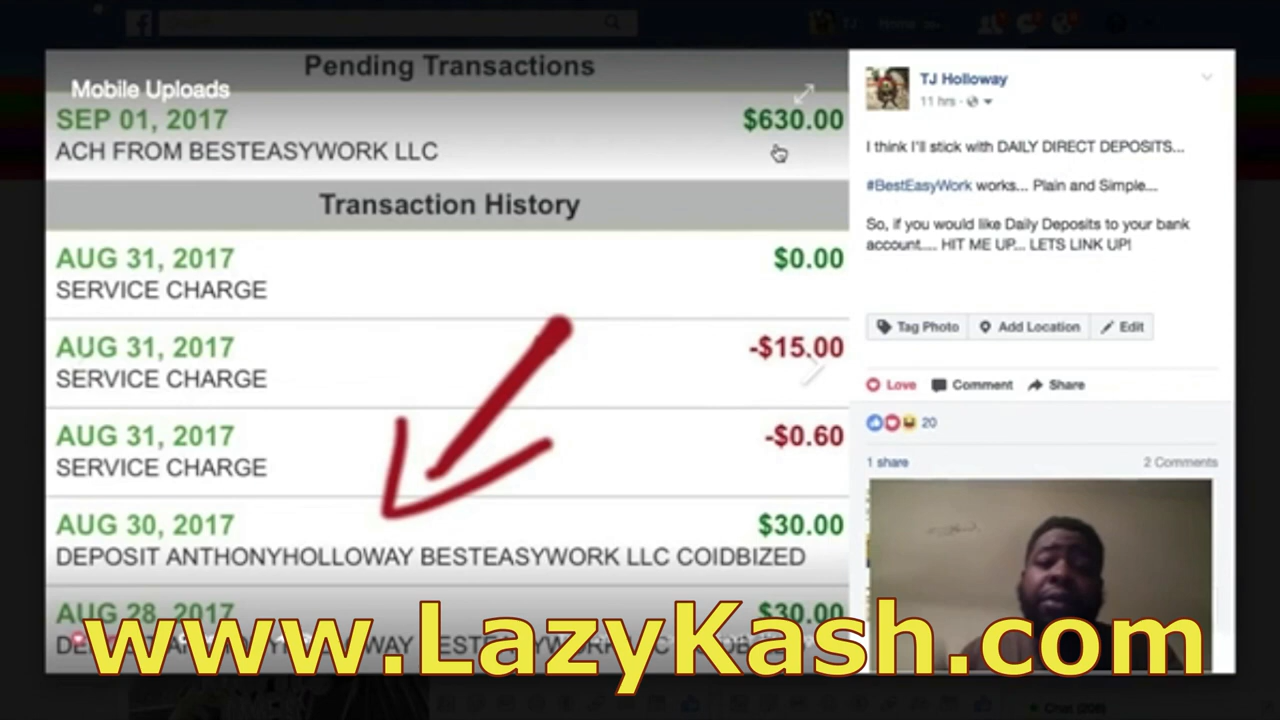 TJ
Home
Pending Transactions
Mobile Uploads
SEP 01, 2017
$630.00
ACH FROM BESTEASYWORK LLC
Transaction History
AUG 31, 2017
$0.00
SERVICE CHARGE
AUG 31, 2017
-$15.00
SERVICE CHARGE
AUG 31, 2017
-$0.60
SERVICE CHARGE
AUG 30, 2017
$30.00
DEPOSIT ANTHONYHOLLOWAY BESTEASYWORK LLC COIDBIZED
AUG 28, 2017
$30.00
www.LazyKash.com
TJ Holloway
11 hrs
I think I'll stick with DAILY DIRECT DEPOSITS...
#BestEasyWork works... Plain and Simple...
So, if you would like Daily Deposits to your bank
account.... HIT ME UP... LETS LINK UP!
Tag Photo
Add Location
Edit
Love
Comment
Share
20
1 share
2 Comments